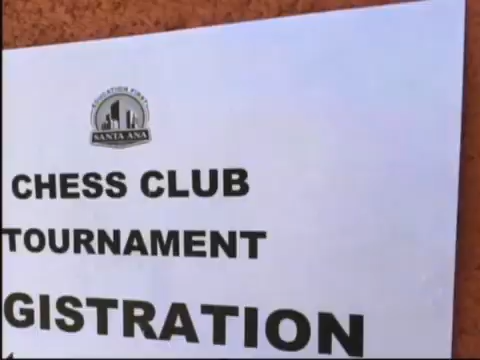 EDUCATION FIRST
SANTA ANA
CHESS CLUB
TOURNAMENT
GISTRATION